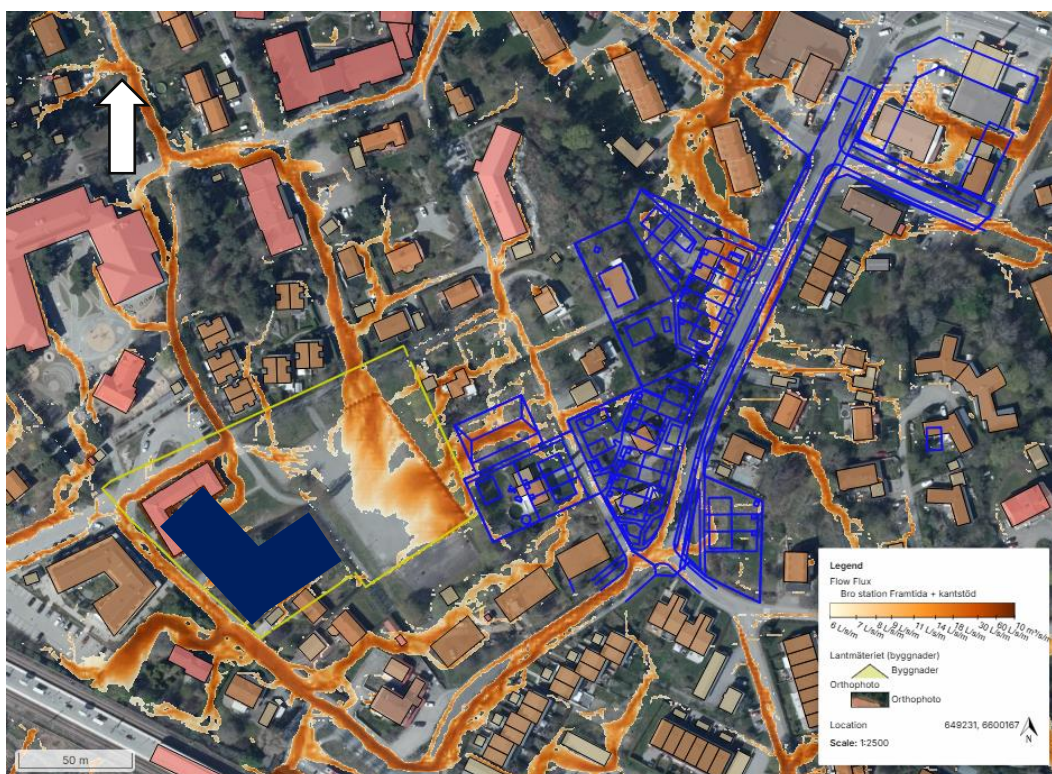 Legend
Flow Flux
Bro station Framtida + kantstöd
6 L/s/m 7 L/s/m 8 L/s/m 9 L/s/m 11 L/s/m 14 L/s/m 18 L/s/m 30 L/s/m 60 L/s/m 10 m³/s/m
Lantmäteriet (byggnader)
Byggnader
Orthophoto
Orthophoto
Location 649231, 6600167
Scale: 1:2500
N
50 m